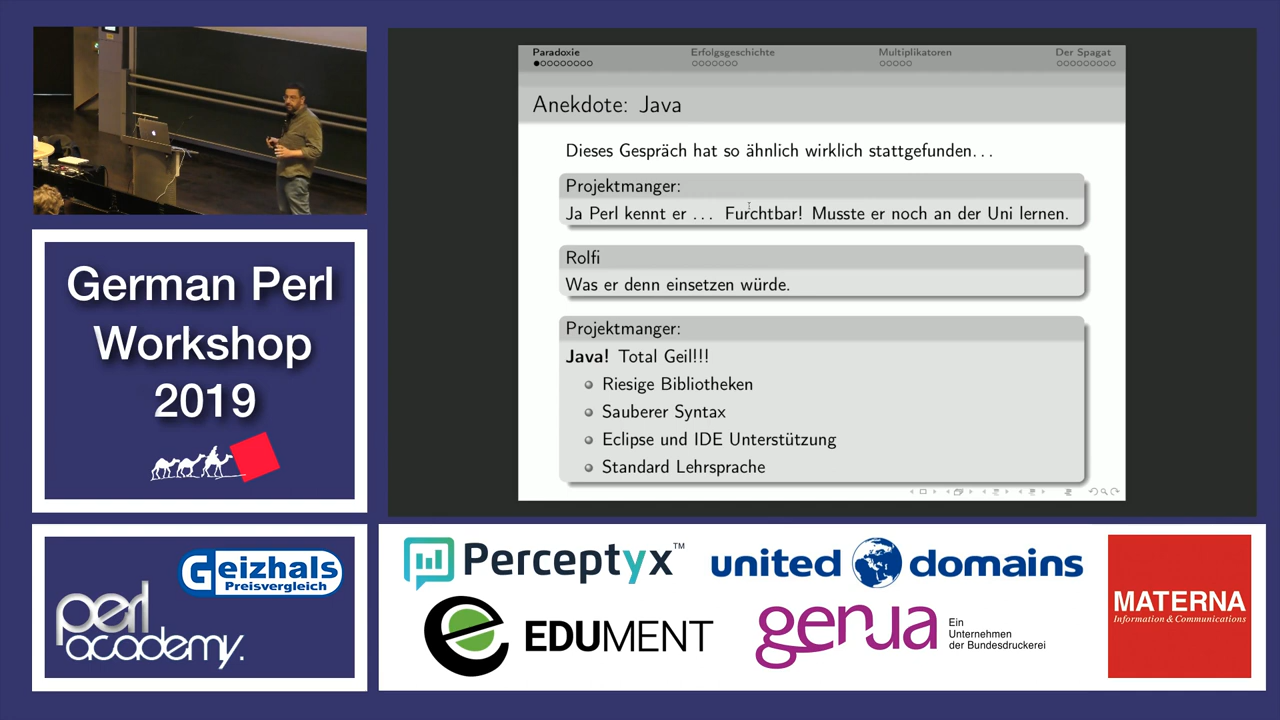 German Perl
Workshop
2019
Geizhals
Preisvergleich
perl
academy.
Paradoxie
Erfolgsgeschichte
Multiplikatoren
Der Spagat
Anekdote: Java
Dieses Gespräch hat so ähnlich wirklich stattgefunden...
Projektmanger:
Ja Perl kennt er ... Furchtbar! Musste er noch an der Uni lernen.
Rolfi
Was er denn einsetzen würde.
Projektmanger:
Java! Total Geil!!!
Riesige Bibliotheken
Sauberer Syntax
Eclipse und IDE Unterstützung
Standard Lehrsprache
Perceptyx™
united domains
EDUMENT
genua
Ein
Unternehmen
der Bundesdruckerei
MATERNA
Information & Communications